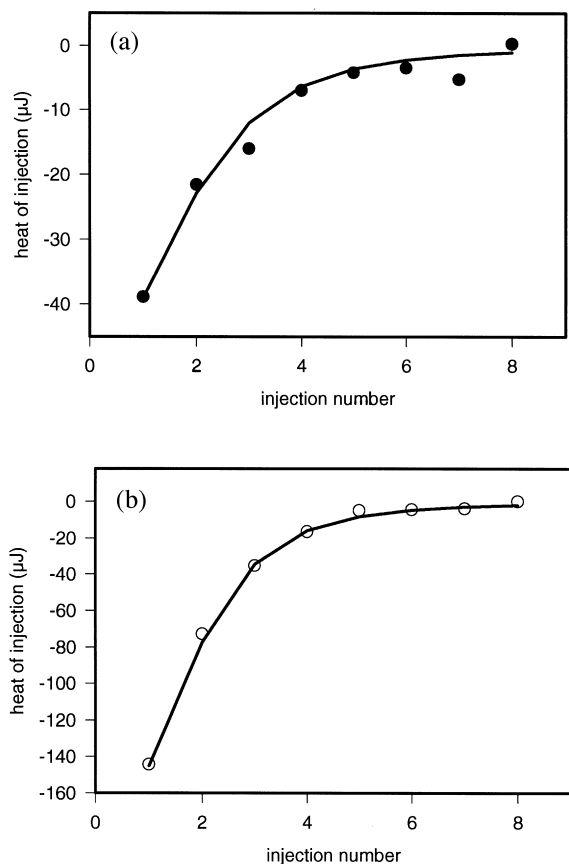 (a)
0
-10
-20
-30
-40
heat of injection (µJ)
0 2 4 6 8
injection number
(b)
0
-20
-40
-60
-80
-100
-120
-140
-160
heat of injection (µJ)
0 2 4 6 8
injection number